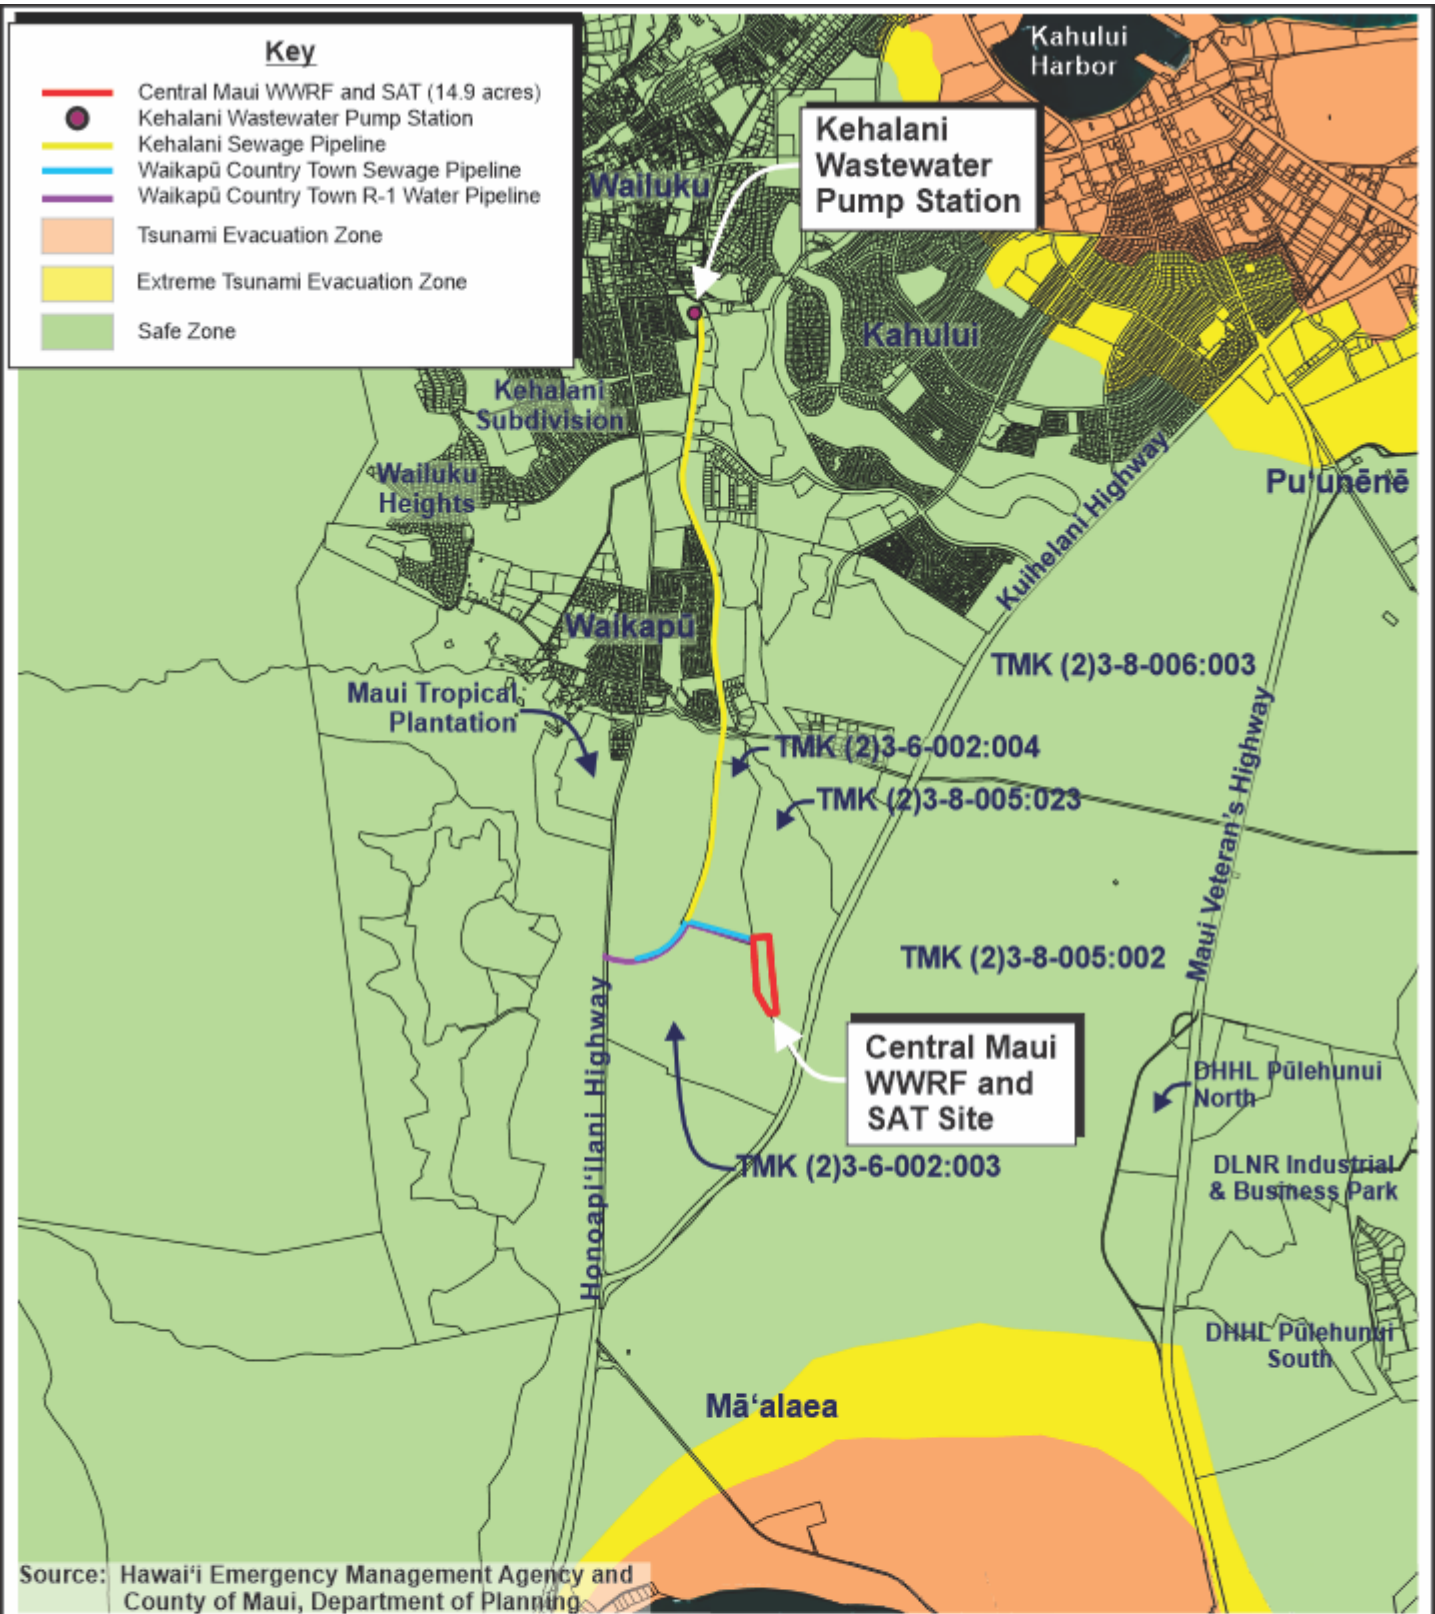 Key
Central Maui WWRF and SAT (14.9 acres)
Kehalani Wastewater Pump Station
Kehalani Sewage Pipeline
Waikapū Country Town Sewage Pipeline
Waikapū Country Town R-1 Water Pipeline
Tsunami Evacuation Zone
Extreme Tsunami Evacuation Zone
Safe Zone
Kahului
Harbor
Kehalani
Wastewater
Pump Station
Wailuku
Kahului
Kehalani
Subdivision
Wailuku
Heights
Pu‘unēnē
Kuihelani Highway
Waikapū
TMK (2)3-8-006:003
Maui Tropical
Plantation
TMK (2)3-6-002:004
TMK (2)3-8-005:023
Maui Veteran's Highway
TMK (2)3-8-005:002
Honoapi‘ilani Highway
Central Maui
WWRF and
SAT Site
DHHL Pūlehunui
North
TMK (2)3-6-002:003
DLNR Industrial
& Business Park
DHHL Pūlehunui
South
Mā‘alaea
Source: Hawai‘i Emergency Management Agency and
County of Maui, Department of Planning